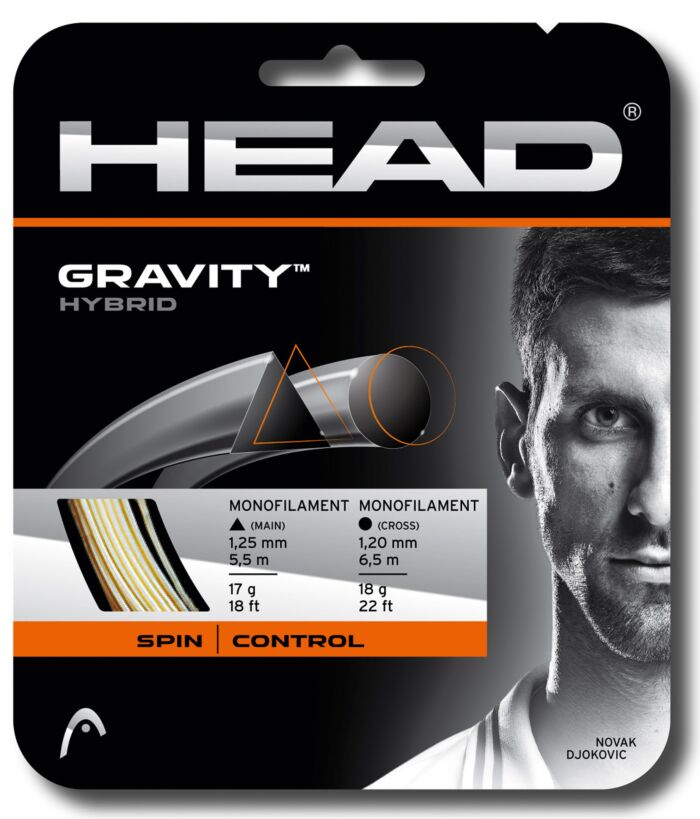 HEAD®
GRAVITY™
HYBRID
MONOFILAMENT MONOFILAMENT
▲ (MAIN) ● (CROSS)
1,25 mm 1,20 mm
5,5 m 6,5 m
17 g 18 g
18 ft 22 ft
SPIN | CONTROL
NOVAK
DJOKOVIC